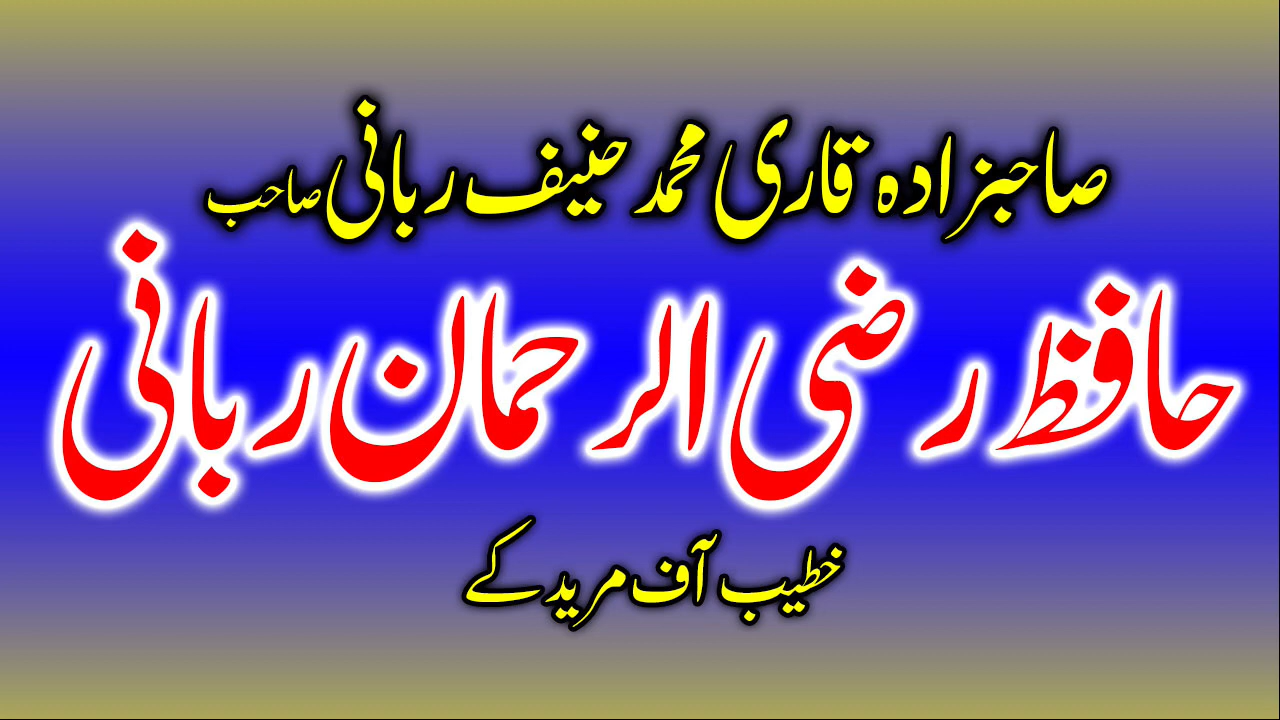 صاحبزادہ قاری محمد حنیف ربانی صاحب
حافظ رضی الرحمان ربانی
خطیب آف مریدکے